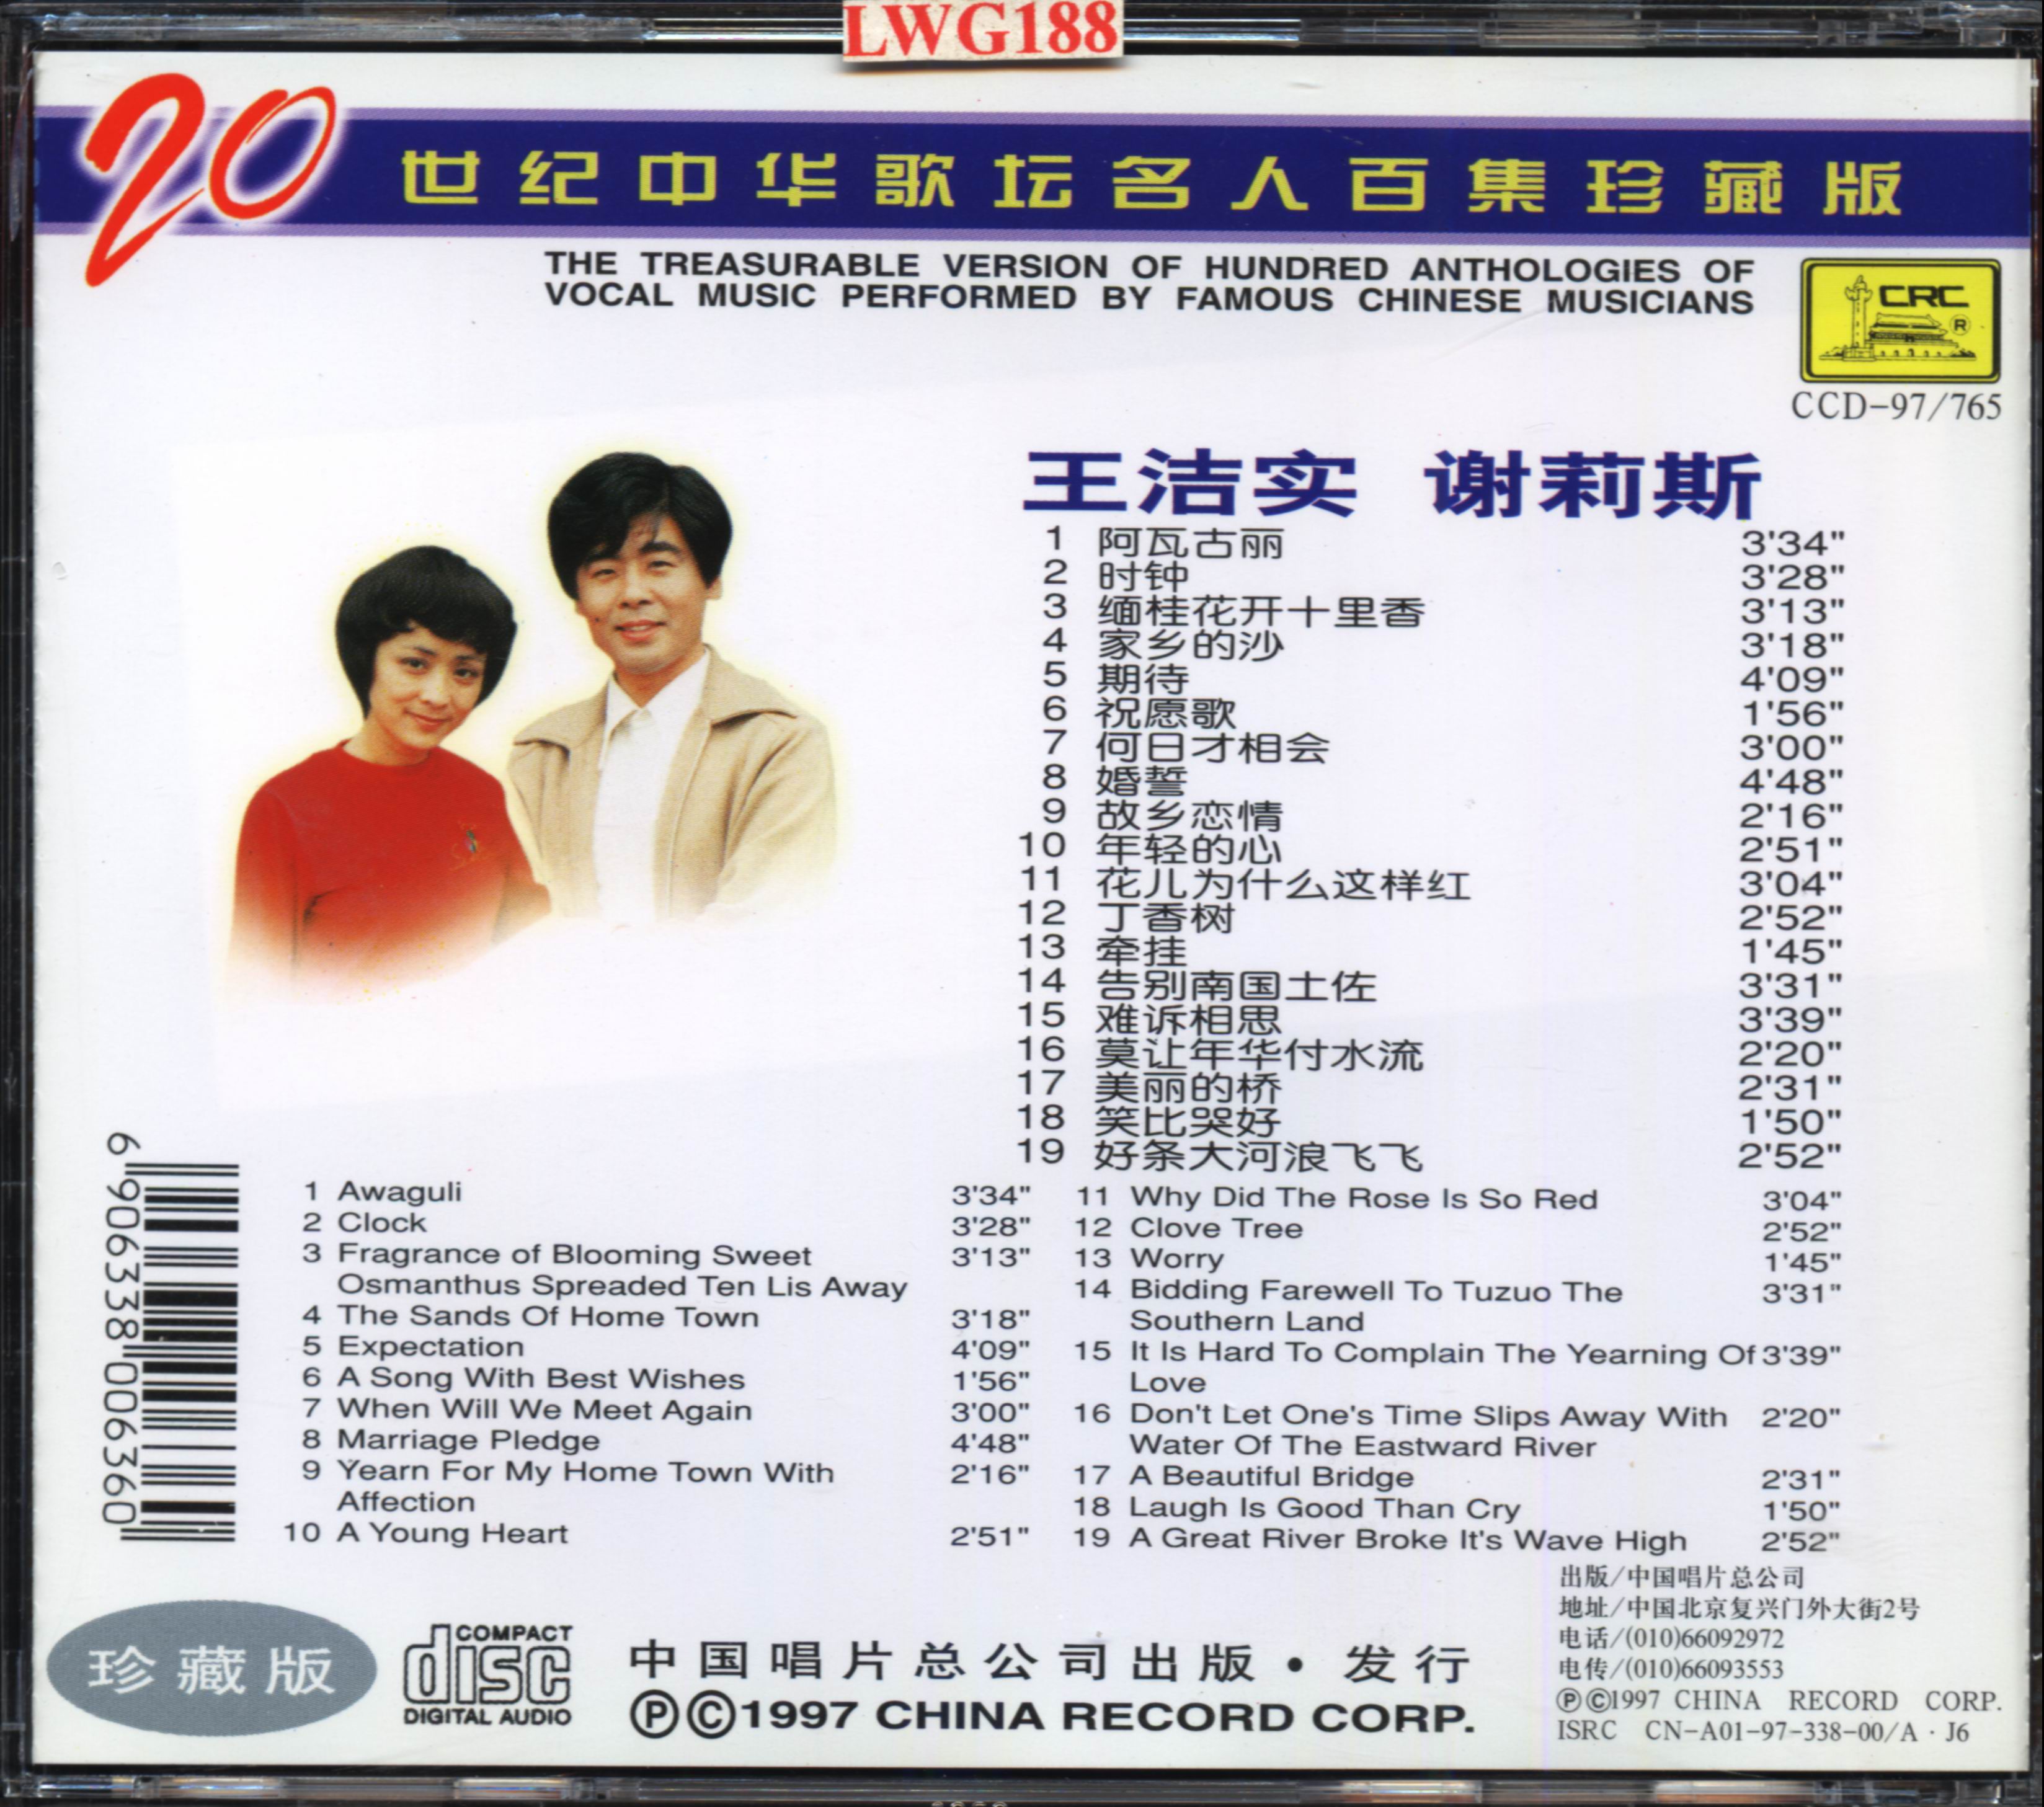 LWG188
20世纪中华歌坛名人百集珍藏版
THE TREASURABLE VERSION OF HUNDRED ANTHOLOGIES OF
VOCAL MUSIC PERFORMED BY FAMOUS CHINESE MUSICIANS
CRC
®
CCD-97/765
王洁实 谢莉斯
1 阿瓦古丽 3'34"
2 时钟 3'28"
3 缅桂花开十里香 3'13"
4 家乡的沙 3'18"
5 期待 4'09"
6 祝愿歌 1'56"
7 何日才相会 3'00"
8 婚誓 4'48"
9 故乡恋情 2'16"
10 年轻的心 2'51"
11 花儿为什么这样红 3'04"
12 丁香树 2'52"
13 牵挂 1'45"
14 告别南国土佐 3'31"
15 难诉相思 3'39"
16 莫让年华付水流 2'20"
17 美丽的桥 2'31"
18 笑比哭好 1'50"
19 好条大河浪飞飞 2'52"
6 906338 006360
1 Awaguli 3'34"
2 Clock 3'28"
3 Fragrance of Blooming Sweet 3'13"
Osmanthus Spreaded Ten Lis Away
4 The Sands Of Home Town 3'18"
5 Expectation 4'09"
6 A Song With Best Wishes 1'56"
7 When Will We Meet Again 3'00"
8 Marriage Pledge 4'48"
9 Yearn For My Home Town With 2'16"
Affection
10 A Young Heart 2'51"
11 Why Did The Rose Is So Red 3'04"
12 Clove Tree 2'52"
13 Worry 1'45"
14 Bidding Farewell To Tuzuo The 3'31"
Southern Land
15 It Is Hard To Complain The Yearning Of 3'39"
Love
16 Don't Let One's Time Slips Away With 2'20"
Water Of The Eastward River
17 A Beautiful Bridge 2'31"
18 Laugh Is Good Than Cry 1'50"
19 A Great River Broke It's Wave High 2'52"
珍藏版
COMPACT
disc
DIGITAL AUDIO
中国唱片总公司出版·发行
ⓅⒸ1997 CHINA RECORD CORP.
出版/中国唱片总公司
地址/中国北京复兴门外大街2号
电话/(010)66092972
电传/(010)66093553
ⓅⒸ1997 CHINA RECORD CORP.
ISRC CN-A01-97-338-00/A·J6